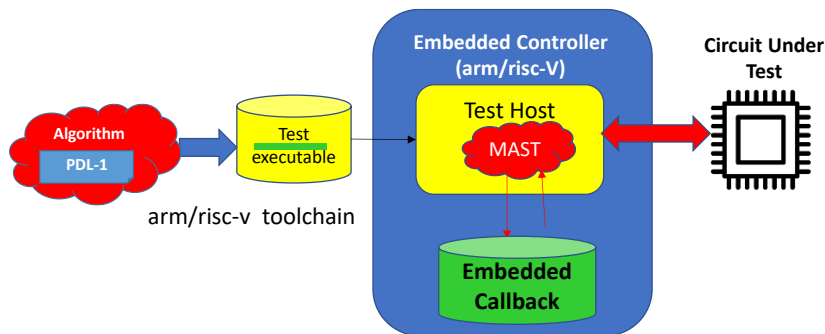 Algorithm
PDL-1
Test
executable
arm/risc-v toolchain
Embedded Controller
(arm/risc-V)
Test Host
MAST
Embedded
Callback
Circuit Under
Test